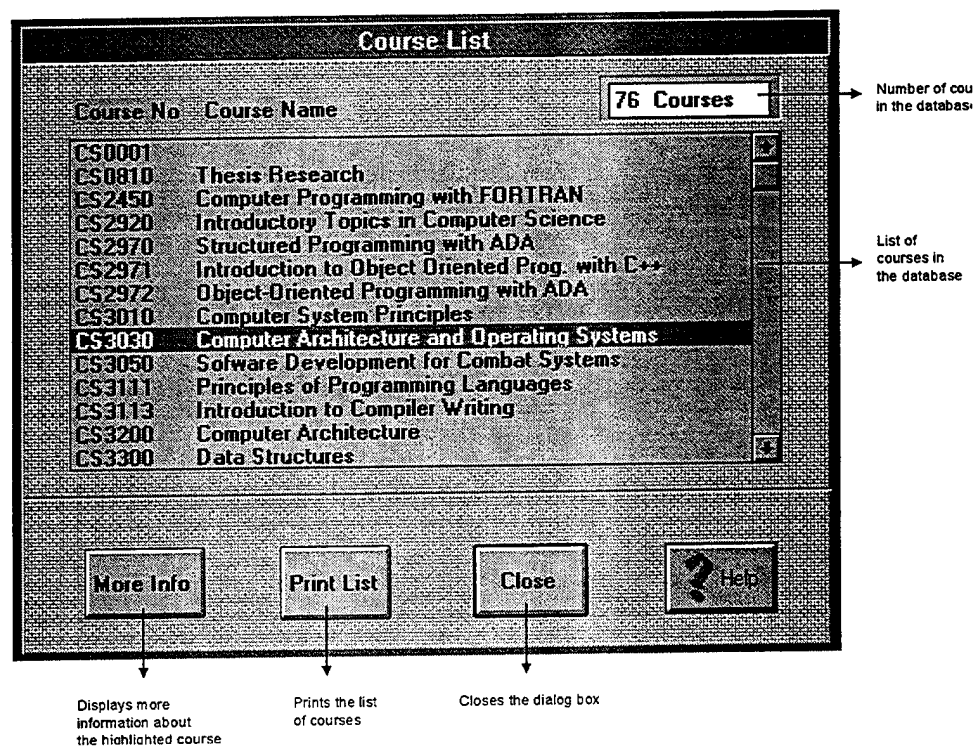 Course List
76 Courses
Number of cou
in the databas
Course No Course Name
CS0001
CS0810 Thesis Research
CS2450 Computer Programming with FORTRAN
CS2920 Introductory Topics in Computer Science
CS2970 Structured Programming with ADA
CS2971 Introduction to Object Oriented Prog. with C++
CS2972 Object-Oriented Programming with ADA
CS3010 Computer System Principles
CS3030 Computer Architecture and Operating Systems
CS3050 Sofware Development for Combat Systems
CS3111 Principles of Programming Languages
CS3113 Introduction to Compiler Writing
CS3200 Computer Architecture
CS3300 Data Structures
List of
courses in
the database
More Info
Print List
Close
? Help
Displays more
information about
the highlighted course
Prints the list
of courses
Closes the dialog box